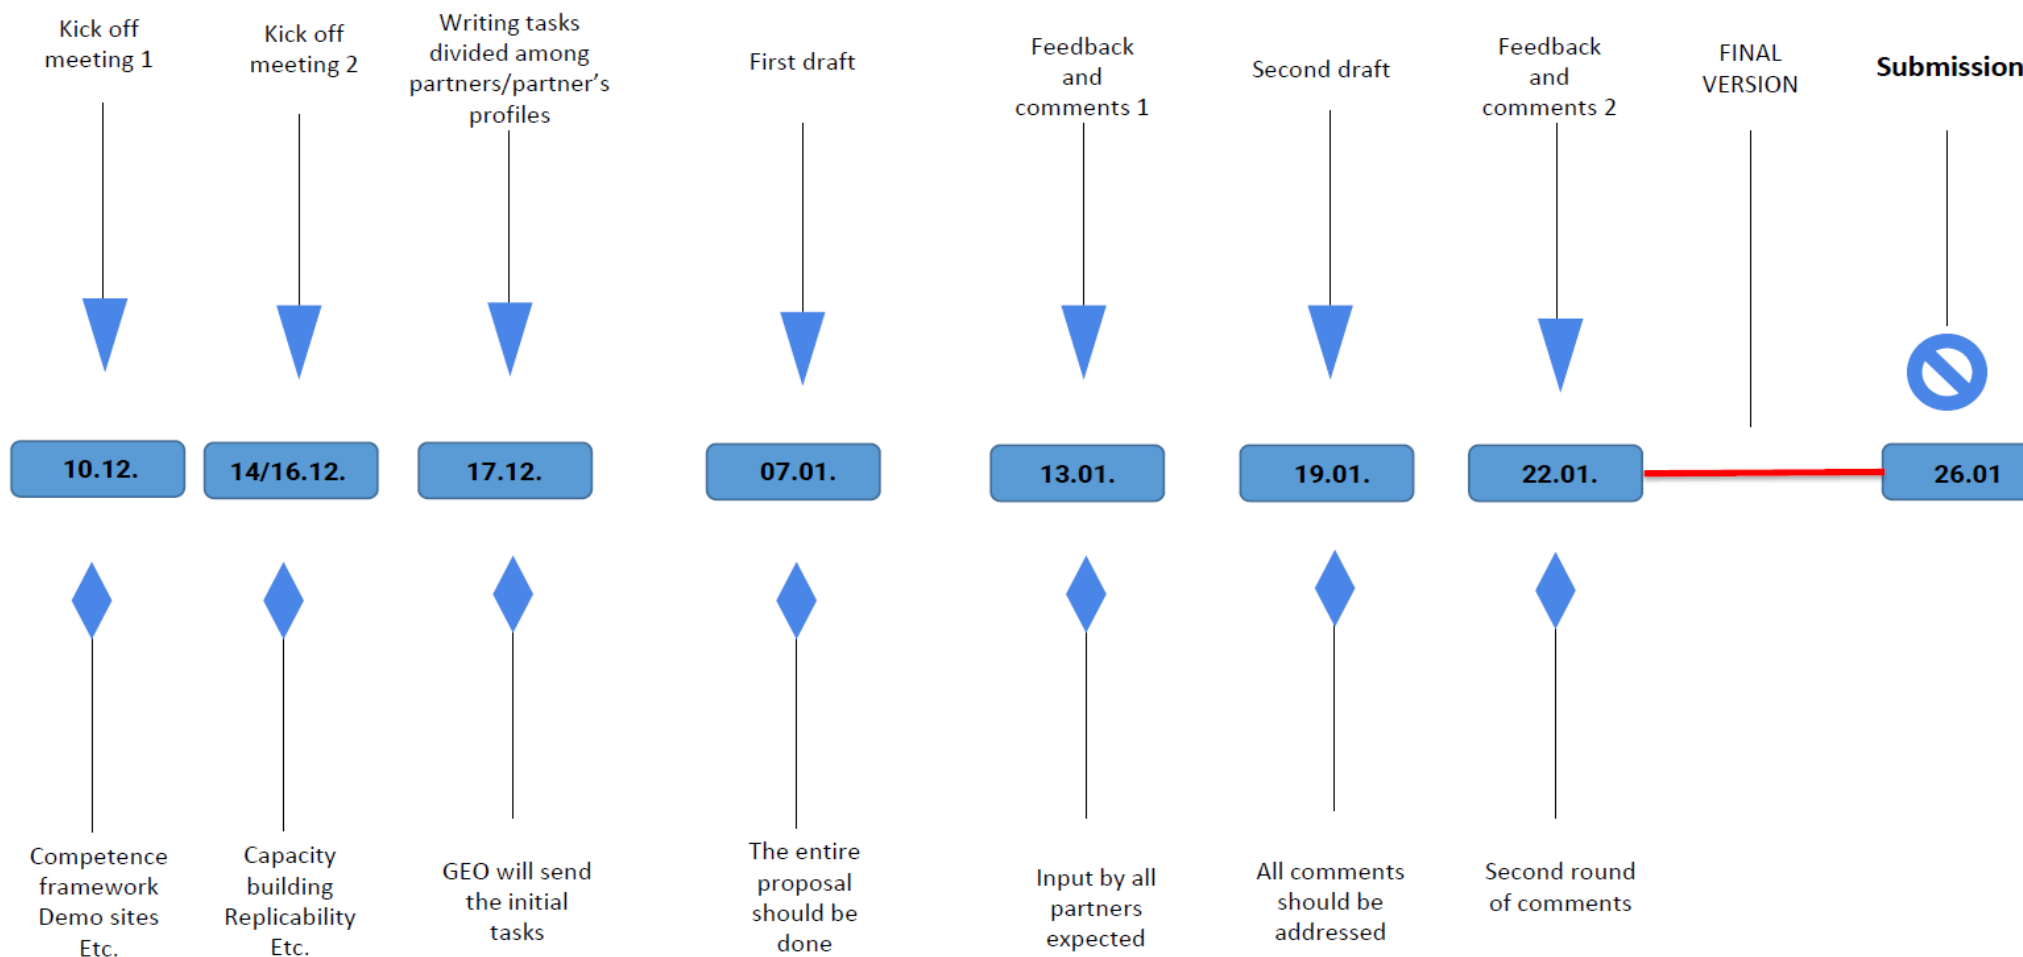 Kick off
meeting 1
Kick off
meeting 2
Writing tasks
divided among
partners/partner's
profiles
First draft
Feedback
and
comments 1
Second draft
Feedback
and
comments 2
FINAL
VERSION
Submission
10.12.
14/16.12.
17.12.
07.01.
13.01.
19.01.
22.01.
26.01
Competence
framework
Demo sites
Etc.
Capacity
building
Replicability
Etc.
GEO will send
the initial
tasks
The entire
proposal
should be
done
Input by all
partners
expected
All comments
should be
addressed
Second round
of comments